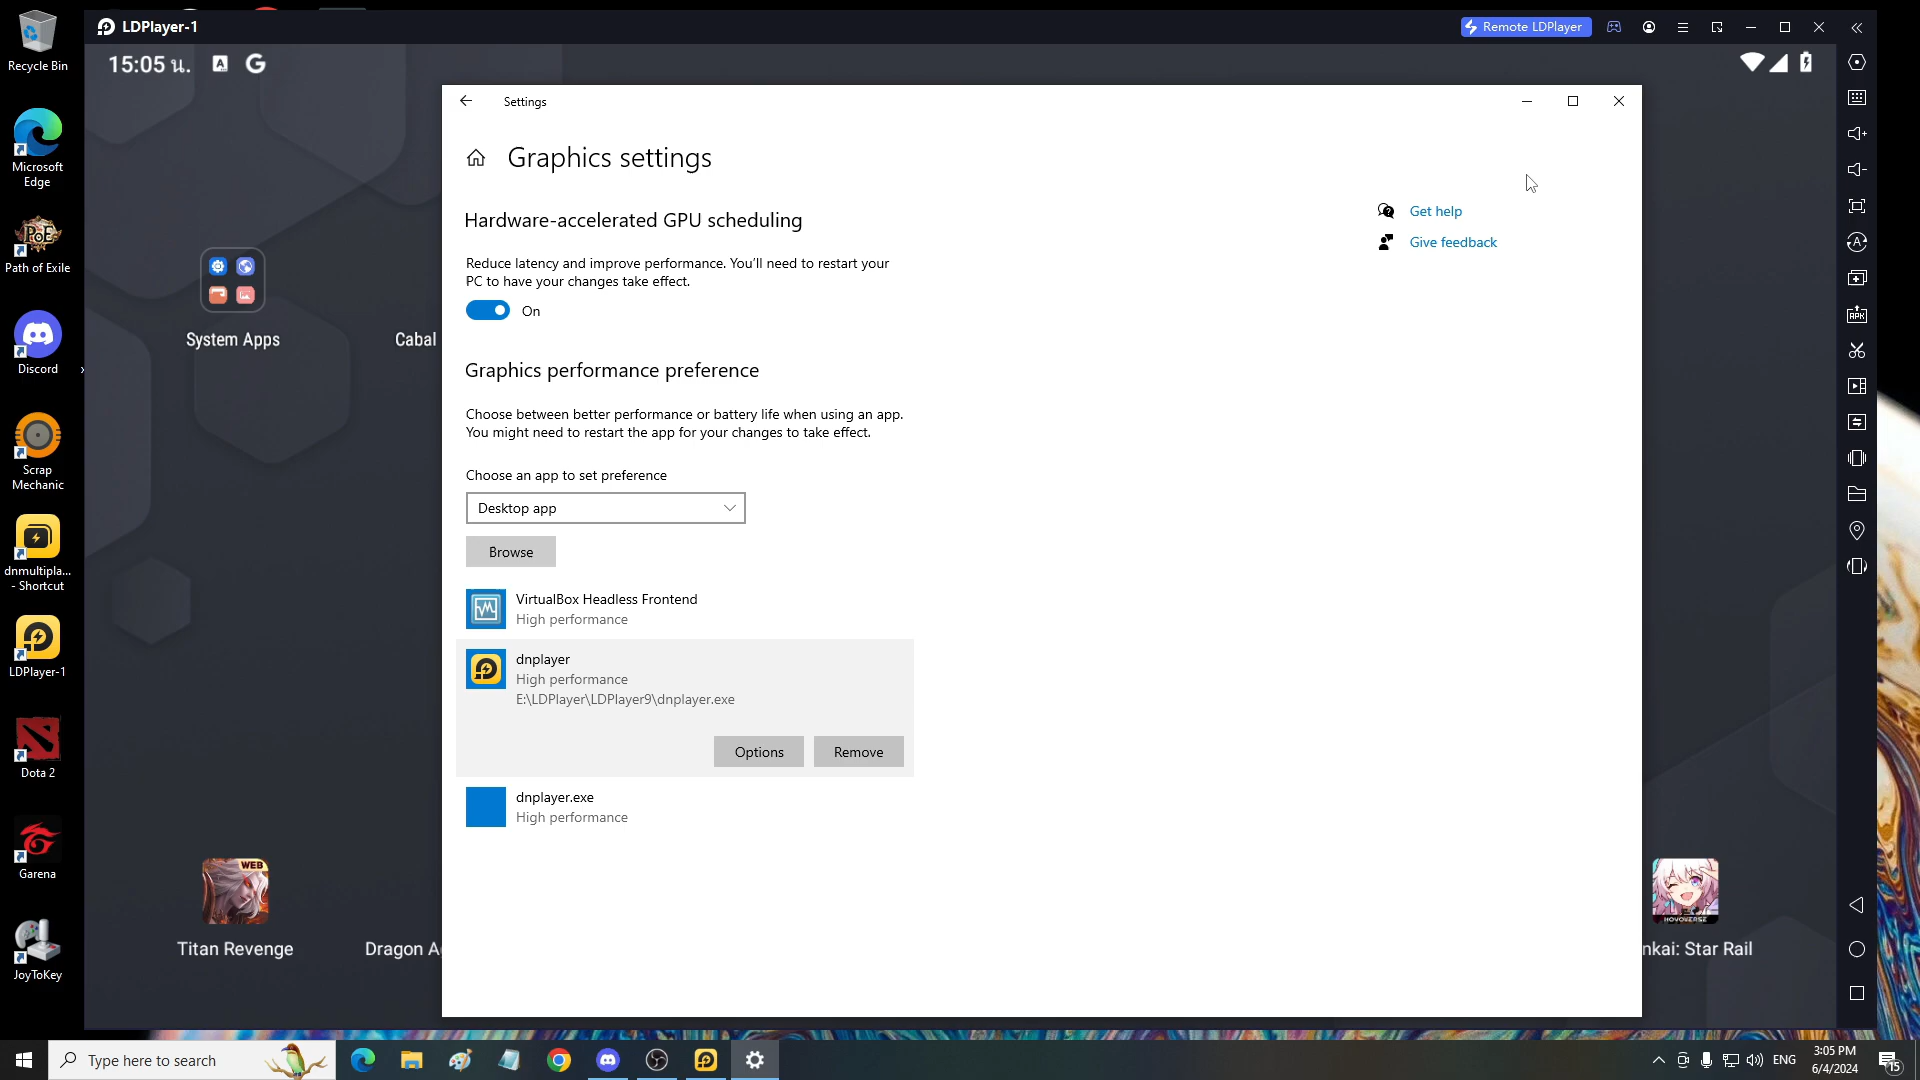 Recycle Bin
Microsoft
Edge
PoE
Path of Exile
Discord
Scrap
Mechanic
dnmultipla...
- Shortcut
LDPlayer-1
Dota 2
Garena
JoyToKey
LDPlayer-1
Remote LDPlayer
15:05 น.
A
G
System Apps
Cabal
WEB
Titan Revenge
Dragon A
HOYOVERSE
nkai: Star Rail
APK
Settings
Graphics settings
Hardware-accelerated GPU scheduling
Reduce latency and improve performance. You'll need to restart your
PC to have your changes take effect.
On
Graphics performance preference
Choose between better performance or battery life when using an app.
You might need to restart the app for your changes to take effect.
Choose an app to set preference
Desktop app
Browse
VirtualBox Headless Frontend
High performance
dnplayer
High performance
E:\LDPlayer\LDPlayer9\dnplayer.exe
Options
Remove
dnplayer.exe
High performance
Get help
Give feedback
Type here to search
ENG
3:05 PM
6/4/2024
15